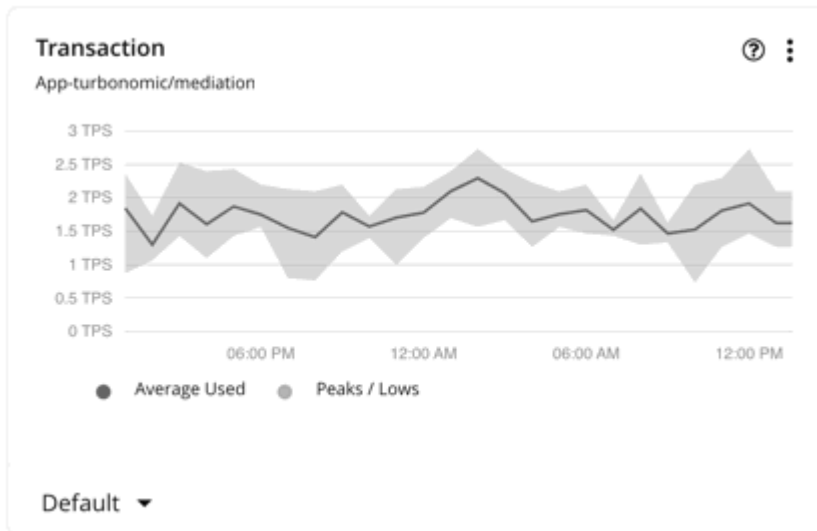 Transaction
App-turbonomic/mediation
3 TPS
2.5 TPS
2 TPS
1.5 TPS
1 TPS
0.5 TPS
0 TPS
06:00 PM 12:00 AM 06:00 AM 12:00 PM
Average Used Peaks / Lows
Default